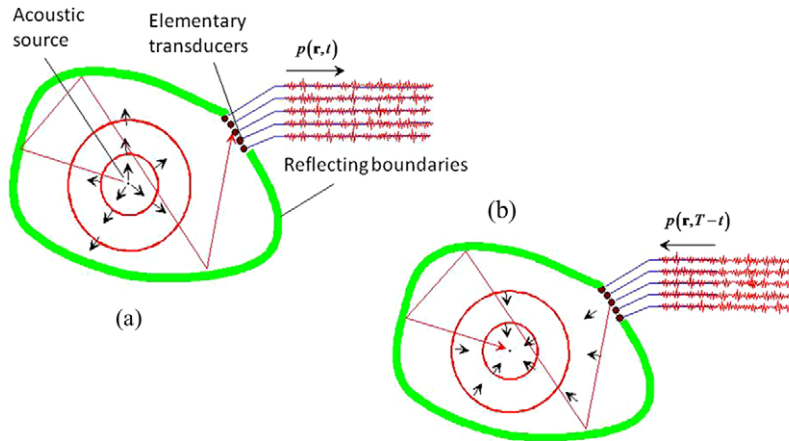 Acoustic
source
Elementary
transducers
p(r,t)
Reflecting boundaries
(a)
(b)
p(r,T−t)